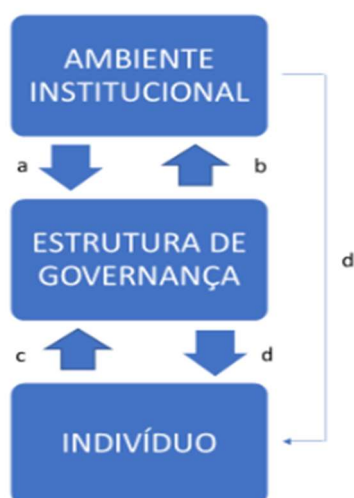 AMBIENTE
INSTITUCIONAL
a
b
ESTRUTURA DE
GOVERNANÇA
d
c
d
INDIVÍDUO